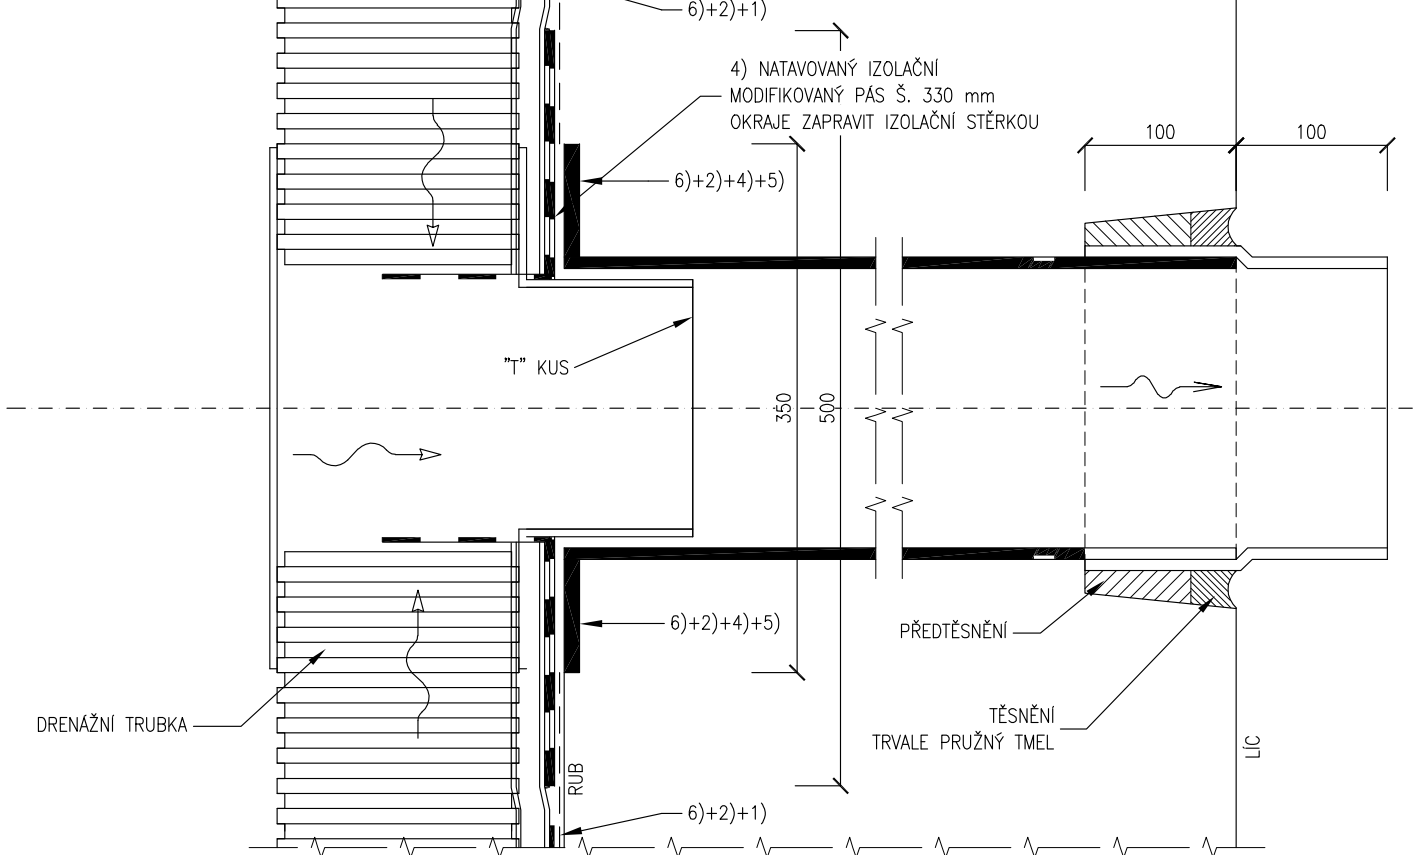 6)+2)+1)
4) NATAVOVANÝ IZOLAČNÍ
MODIFIKOVANÝ PÁS Š. 330 mm
OKRAJE ZAPRAVIT IZOLAČNÍ STĚRKOU
100
100
6)+2)+4)+5)
"T" KUS
350
500
6)+2)+4)+5)
PŘEDTĚSNĚNÍ
DRENÁŽNÍ TRUBKA
TĚSNĚNÍ
TRVALE PRUŽNÝ TMEL
LÍC
RUB
6)+2)+1)